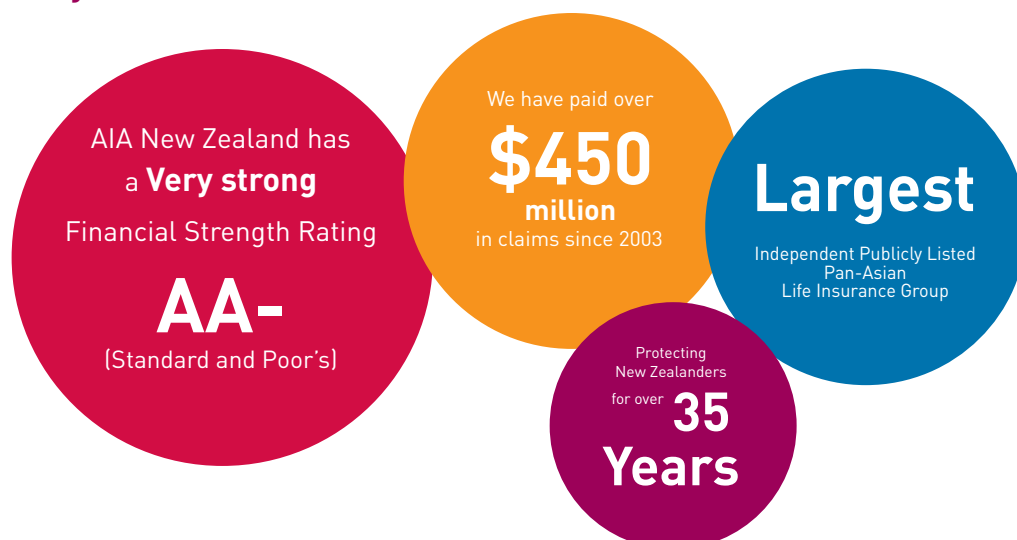 AIA New Zealand has
a Very strong
Financial Strength Rating
AA-
(Standard and Poor's)
We have paid over
$450
million
in claims since 2003
Largest
Independent Publicly Listed
Pan-Asian
Life Insurance Group
Protecting
New Zealanders
for over 35
Years